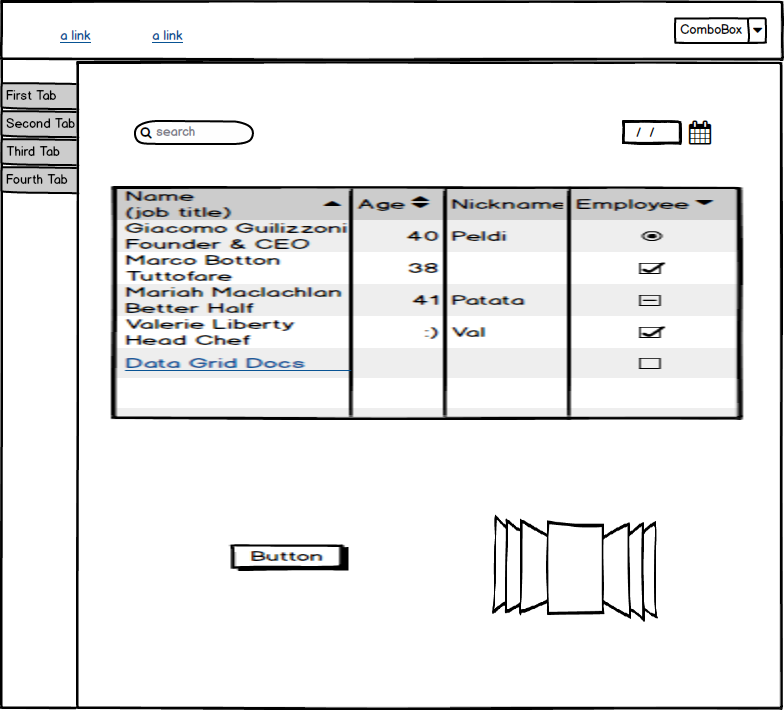 a link
a link
ComboBox
First Tab
Second Tab
Third Tab
Fourth Tab
search
/ /
Name
(job title)
Age
Nickname
Employee
Giacomo Guilizzoni
Founder & CEO
40
Peldi
Marco Botton
Tuttofare
38
Mariah Maclachlan
Better Half
41
Patata
Valerie Liberty
Head Chef
:)
Val
Data Grid Docs
Button